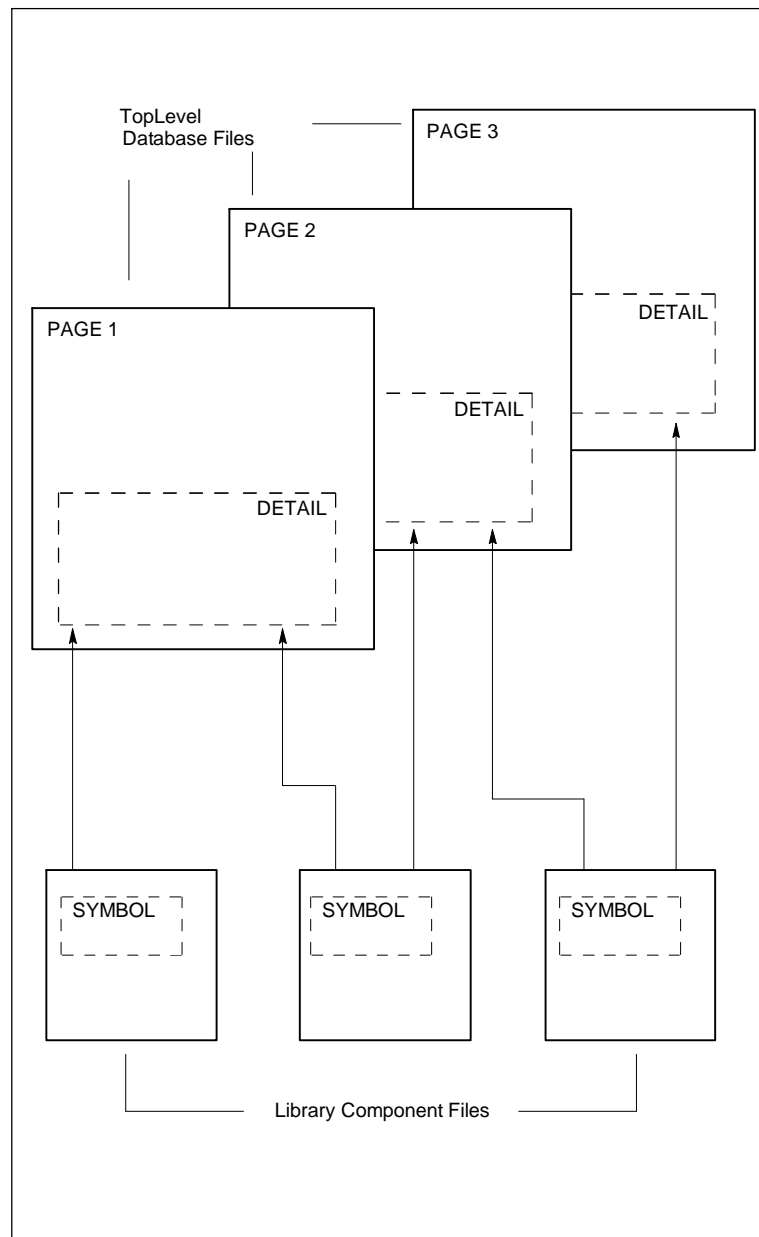 TopLevel
Database Files
PAGE 3
PAGE 2
DETAIL
PAGE 1
DETAIL
DETAIL
SYMBOL
SYMBOL
SYMBOL
Library Component Files